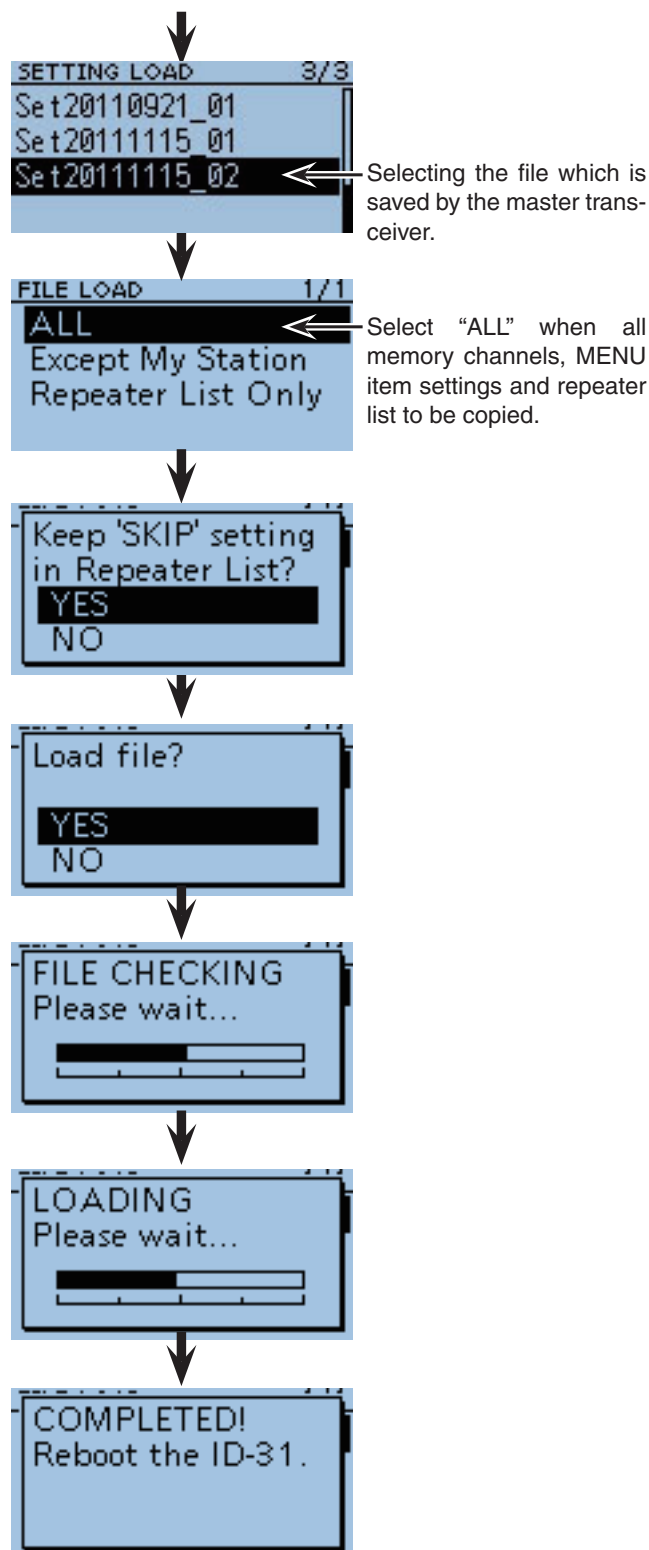 SETTING LOAD 3/3
Set20110921_01
Set20111115_01
Set20111115_02
Selecting the file which is
saved by the master trans-
ceiver.
FILE LOAD 1/1
ALL
Except My Station
Repeater List Only
Select “ALL” when all
memory channels, MENU
item settings and repeater
list to be copied.
Keep 'SKIP' setting
in Repeater List?
YES
NO
Load file?
YES
NO
FILE CHECKING
Please wait...
LOADING
Please wait...
COMPLETED!
Reboot the ID-31.